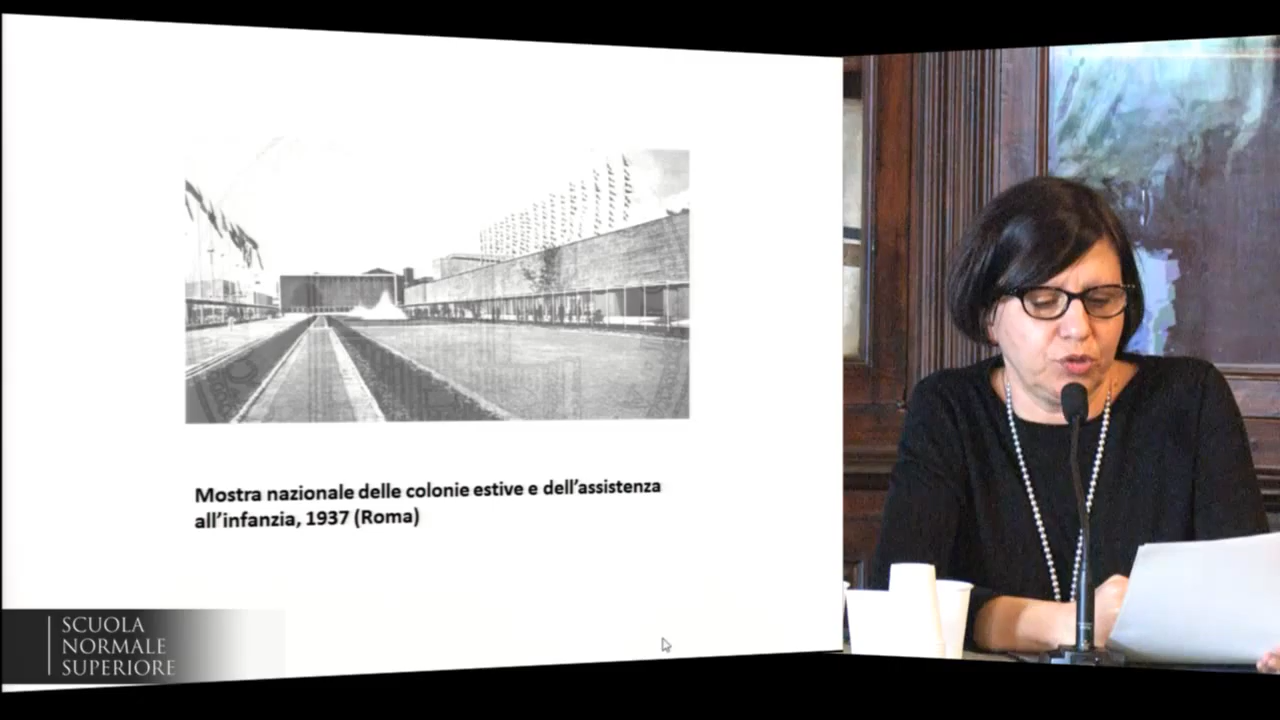 Mostra nazionale delle colonie estive e dell'assistenza
all'infanzia, 1937 (Roma)
SCUOLA
NORMALE
SUPERIORE